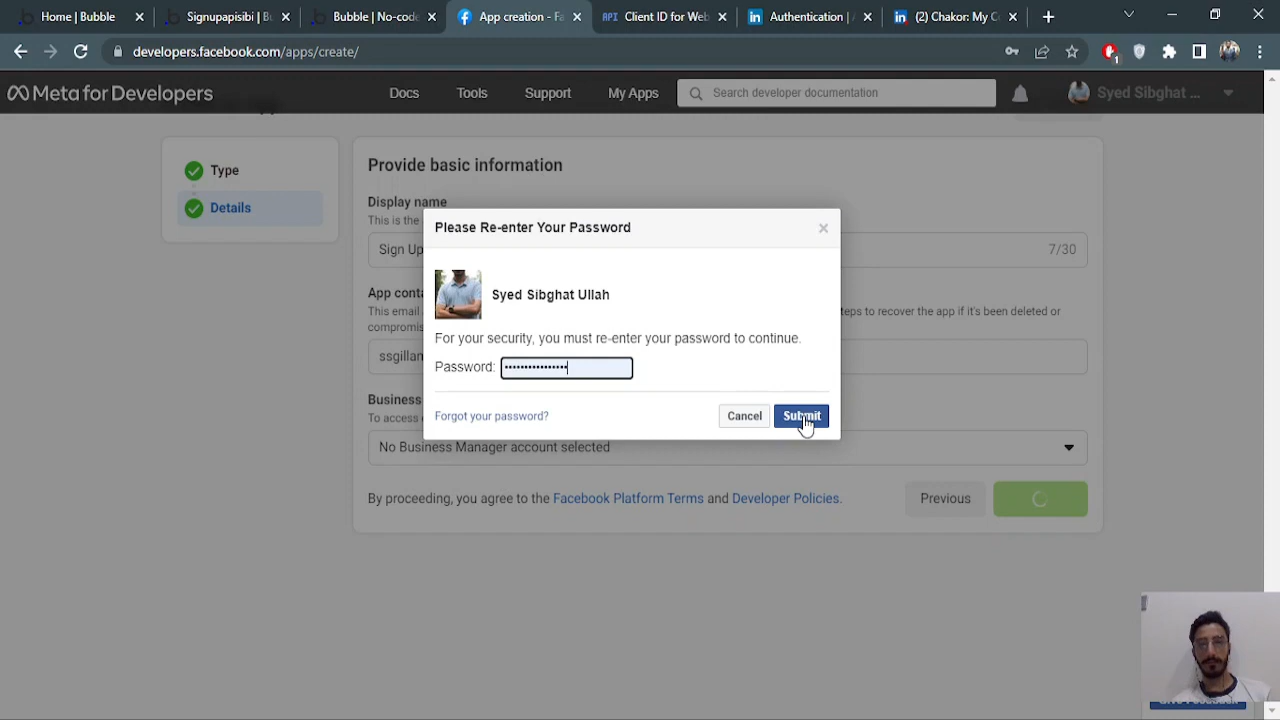 Home | Bubble
Signupapisibi | Bu
Bubble | No-code
App creation - Fa
API
Client ID for Web
Authentication | A
(2) Chakor: My C
developers.facebook.com/apps/create/
1
Meta for Developers
Docs
Tools
Support
My Apps
Search developer documentation
Syed Sibghat ...
Type
Details
Provide basic information
Display name
This is the
Sign Up
7/30
App conta
This email a
teps to recover the app if it's been deleted or
compromis
ssgillan
Business
To access c
No Business Manager account selected
By proceeding, you agree to the Facebook Platform Terms and Developer Policies.
Previous
Please Re-enter Your Password
Syed Sibghat Ullah
For your security, you must re-enter your password to continue.
Password:
Forgot your password?
Cancel
Submit